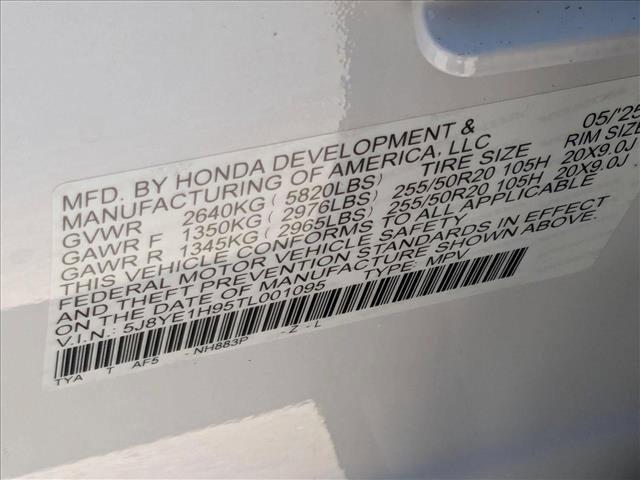 MFD. BY HONDA DEVELOPMENT & 05/'25
MANUFACTURING OF AMERICA, LLC
GVWR 2640KG ( 5820LBS) TIRE SIZE RIM SIZE
GAWR F 1350KG ( 2976LBS) 255/50R20 105H 20X9.0J
GAWR R 1345KG ( 2965LBS) 255/50R20 105H 20X9.0J
THIS VEHICLE CONFORMS TO ALL APPLICABLE
FEDERAL MOTOR VEHICLE SAFETY
AND THEFT PREVENTION STANDARDS IN EFFECT
ON THE DATE OF MANUFACTURE SHOWN ABOVE.
V.I.N.: 5J8YE1H95TL001095 TYPE: MPV
TYA T AF5 - NH883P - Z - L